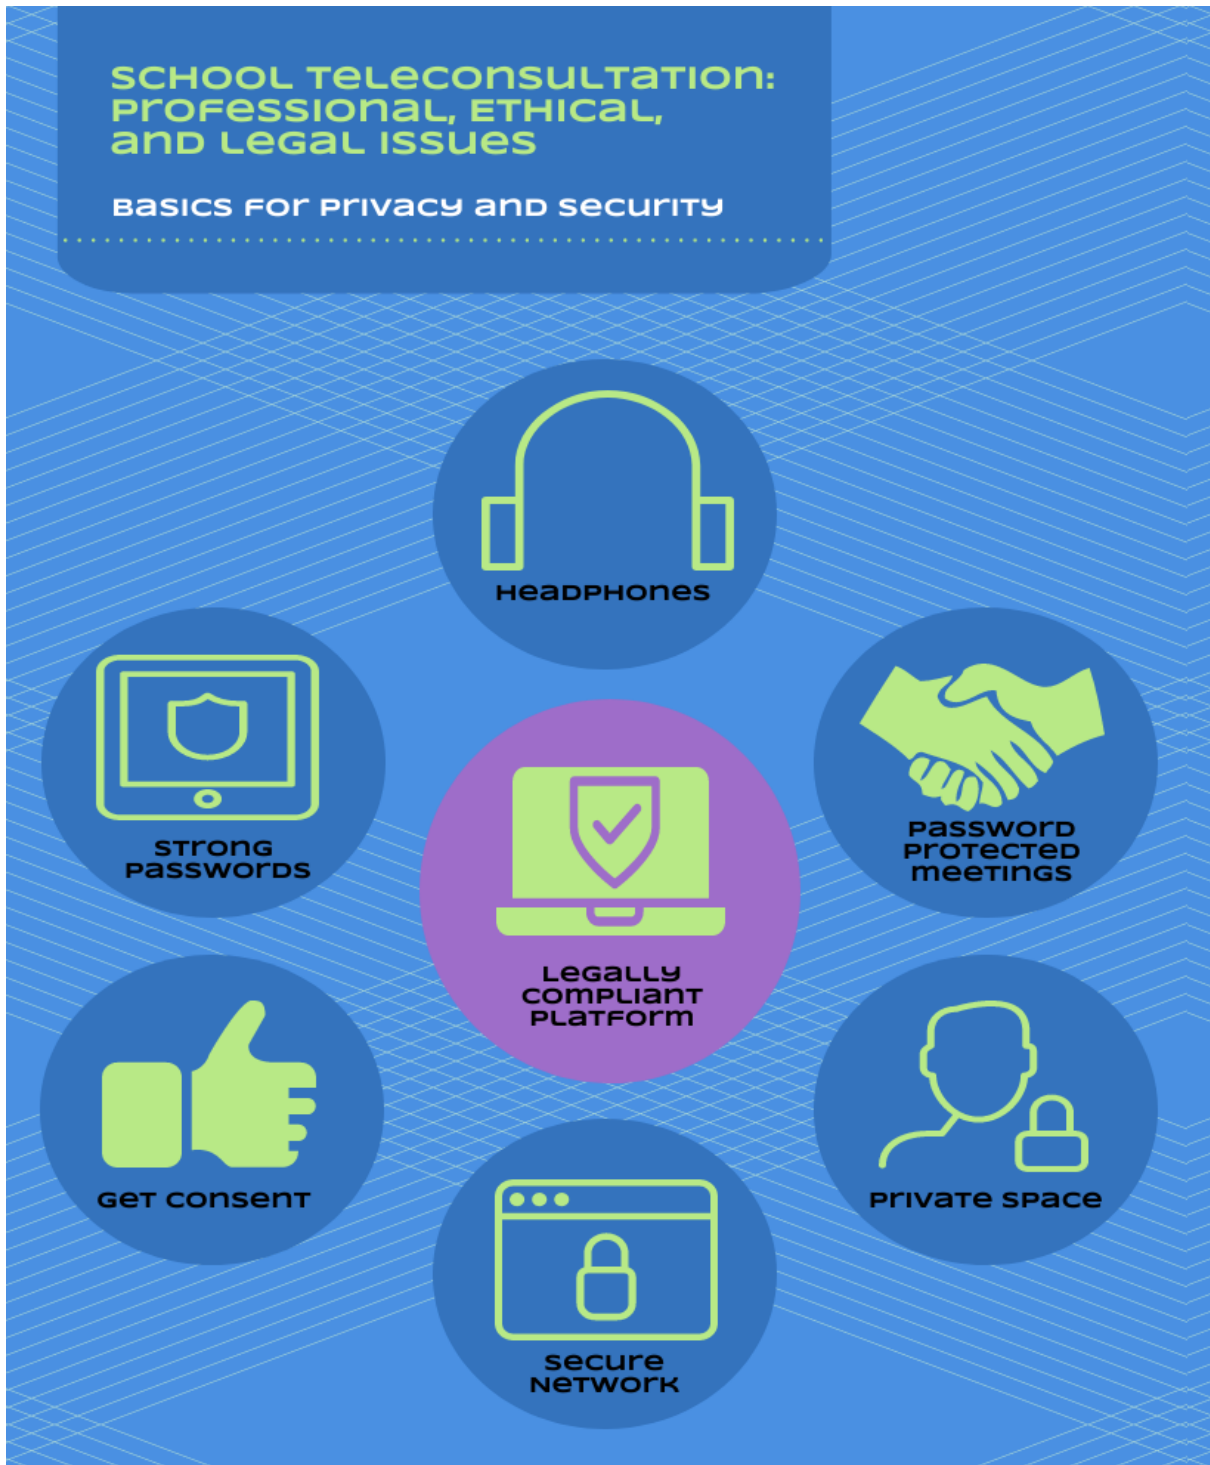 SCHOOL TELECONSULTATION:
PROFESSIONAL, ETHICAL,
AND LEGAL ISSUES
BASICS FOR PRIVACY AND SECURITY
HEADPHONES
STRONG
PASSWORDS
PASSWORD
PROTECTED
MEETINGS
LEGALLY
COMPLIANT
PLATFORM
GET CONSENT
PRIVATE SPACE
SECURE
NETWORK